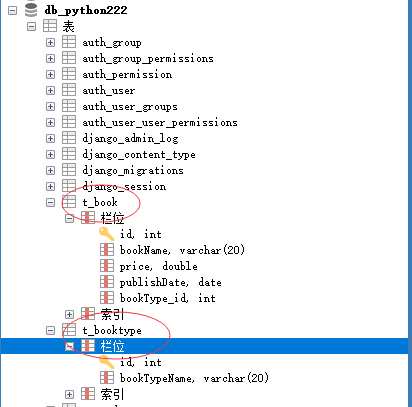 db_python222
表
auth_group
auth_group_permissions
auth_permission
auth_user
auth_user_groups
auth_user_user_permissions
django_admin_log
django_content_type
django_migrations
django_session
t_book
栏位
id, int
bookName, varchar(20)
price, double
publishDate, date
bookType_id, int
索引
t_booktype
栏位
id, int
bookTypeName, varchar(20)
索引